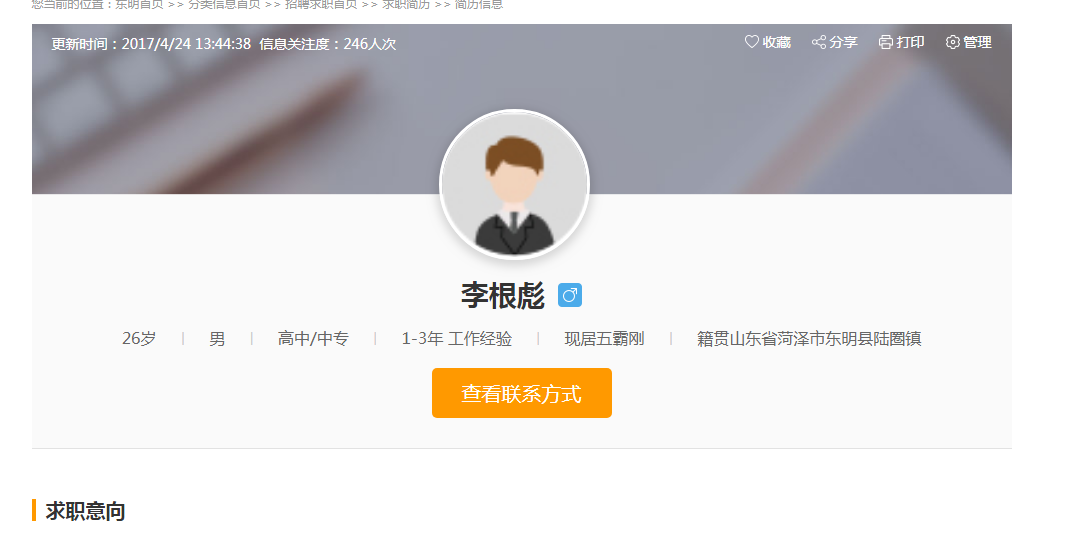 您当前的位置：东明首页 >> 分类信息首页 >> 招聘求职首页 >> 求职简历 >> 简历信息
更新时间：2017/4/24 13:44:38 信息关注度：246人次
收藏 分享 打印 管理
李根彪
26岁 | 男 | 高中/中专 | 1-3年 工作经验 | 现居五霸刚 | 籍贯山东省菏泽市东明县陆圈镇
查看联系方式
求职意向